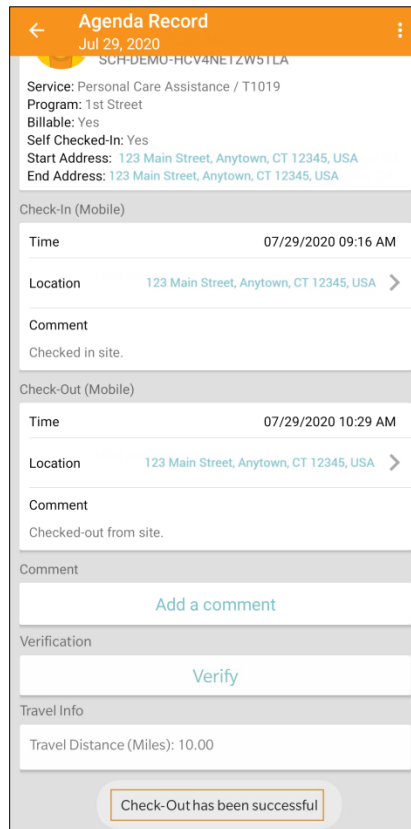 Agenda Record
Jul 29, 2020
SCH-DEMO-HCV4NE1ZW5TLA
Service: Personal Care Assistance / T1019
Program: 1st Street
Billable: Yes
Self Checked-In: Yes
Start Address: 123 Main Street, Anytown, CT 12345, USA
End Address: 123 Main Street, Anytown, CT 12345, USA
Check-In (Mobile)
Time 07/29/2020 09:16 AM
Location 123 Main Street, Anytown, CT 12345, USA
Comment
Checked in site.
Check-Out (Mobile)
Time 07/29/2020 10:29 AM
Location 123 Main Street, Anytown, CT 12345, USA
Comment
Checked-out from site.
Comment
Add a comment
Verification
Verify
Travel Info
Travel Distance (Miles): 10.00
Check-Out has been successful